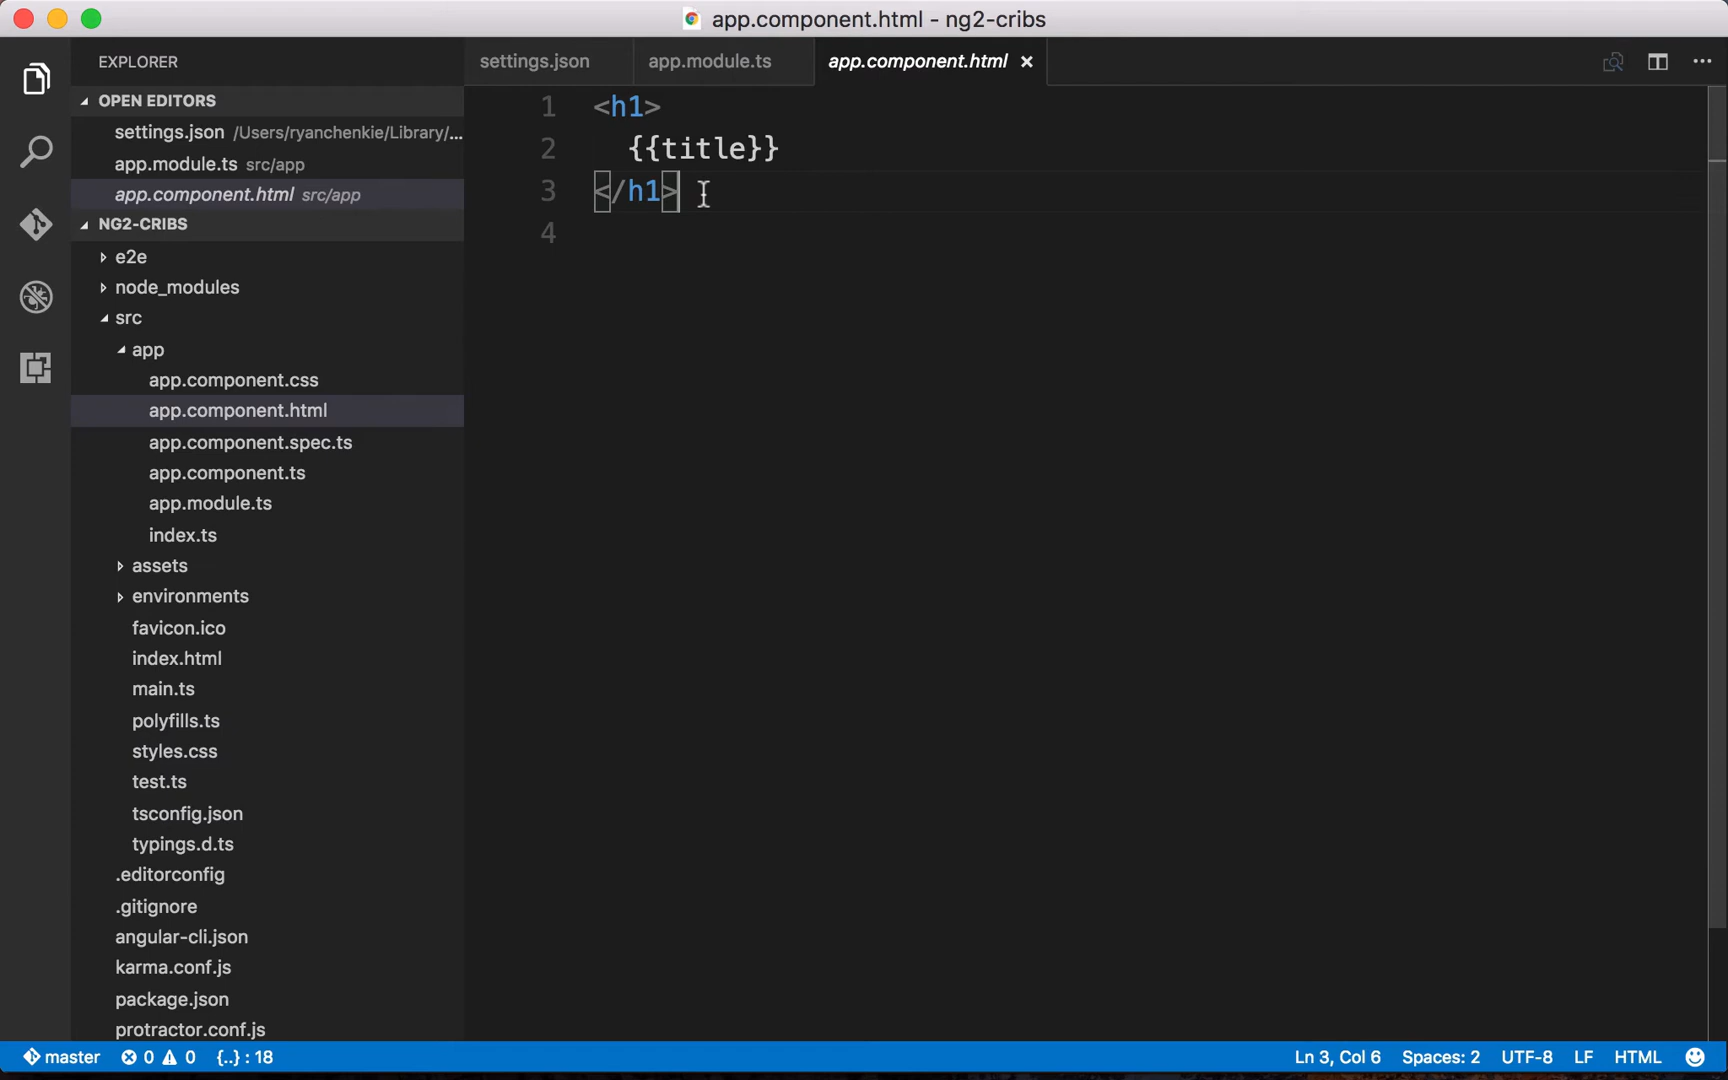 app.component.html - ng2-cribs
EXPLORER
OPEN EDITORS
settings.json /Users/ryanchenkie/Library/...
app.module.ts src/app
app.component.html src/app
NG2-CRIBS
e2e
node_modules
src
app
app.component.css
app.component.html
app.component.spec.ts
app.component.ts
app.module.ts
index.ts
assets
environments
favicon.ico
index.html
main.ts
polyfills.ts
styles.css
test.ts
tsconfig.json
typings.d.ts
.editorconfig
.gitignore
angular-cli.json
karma.conf.js
package.json
protractor.conf.js
settings.json app.module.ts app.component.html ×
1 <h1>
2 {{title}}
3 </h1>
4
master 0 0 {..} : 18 Ln 3, Col 6 Spaces: 2 UTF-8 LF HTML